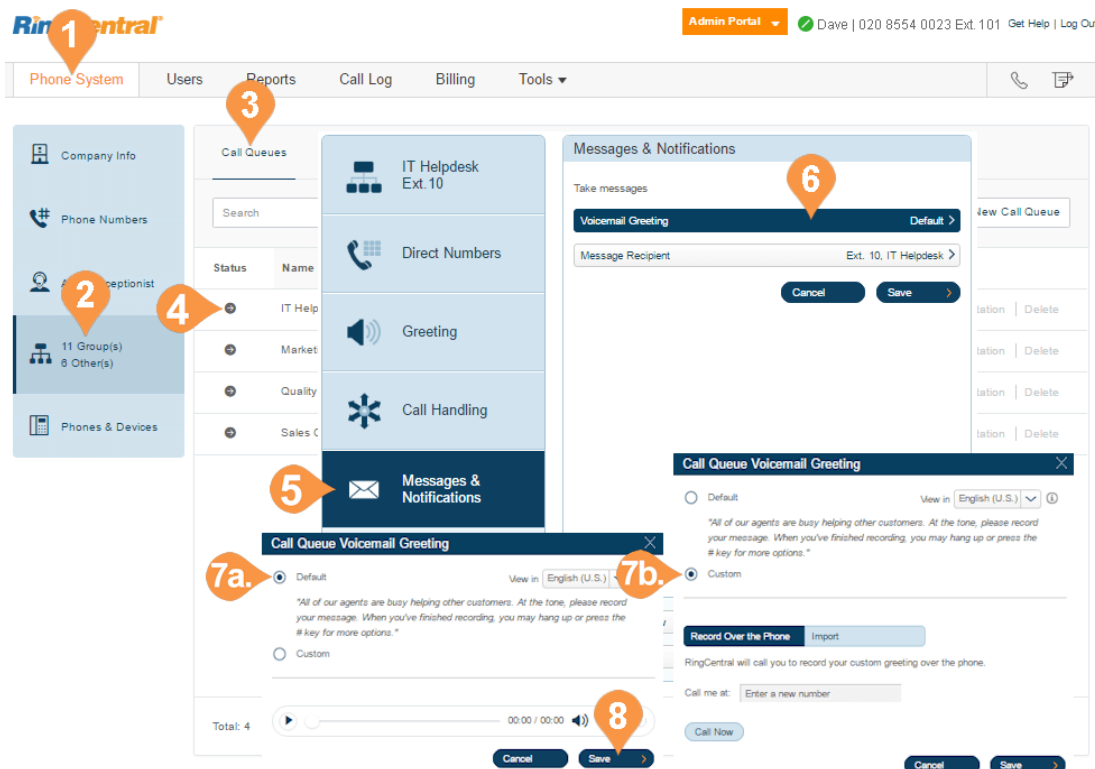 1
Admin Portal
Dave | 020 8554 0023 Ext. 101 Get Help | Log
Phone System Users Reports Call Log Billing Tools
3
Company Info
Phone Numbers
2
11 Group(s)
6 Other(s)
Phones & Devices
Call Queues
Search
New Call Queue
Status Name
4
IT
Quality
Sales
Delete
Delete
Delete
Delete
Total: 4
IT Helpdesk
Ext. 10
Direct Numbers
Greeting
Call Handling
5
Messages &
Notifications
Messages & Notifications
Take messages
6
Voicemail Greeting Default
Message Recipient Ext. 10, IT Helpdesk
Cancel Save
Call Queue Voicemail Greeting
7a.
Default View in English (U.S.)
"All of our agents are busy helping other customers. At the tone, please record
your message. When you've finished recording, you may hang up or press the
# key for more options."
Custom
00:00 / 00:00
8
Cancel Save
Call Queue Voicemail Greeting
Default View in English (U.S.)
"All of our agents are busy helping other customers. At the tone, please record
your message. When you've finished recording, you may hang up or press the
# key for more options."
7b.
Custom
Record Over the Phone Import
RingCentral will call you to record your custom greeting over the phone.
Call me at: Enter a new number
Call Now
Cancel Save